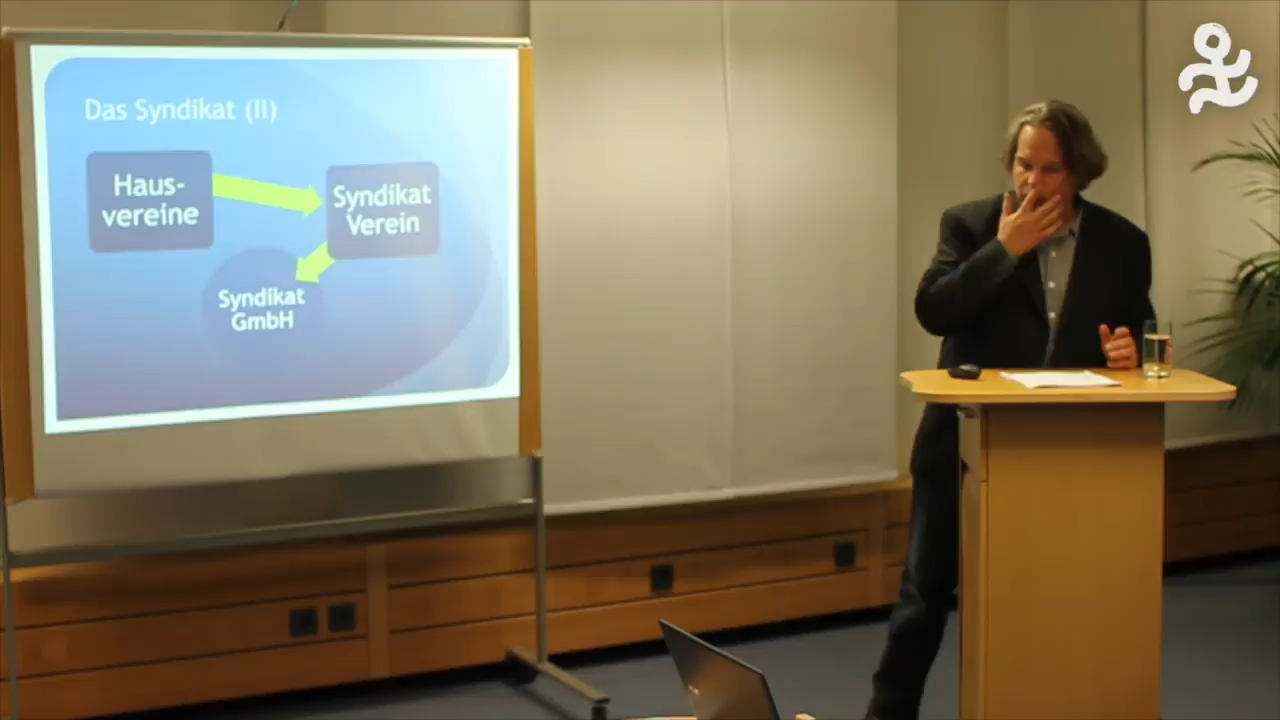 Das Syndikat (II)
Haus-
vereine
Syndikat
Verein
Syndikat
GmbH